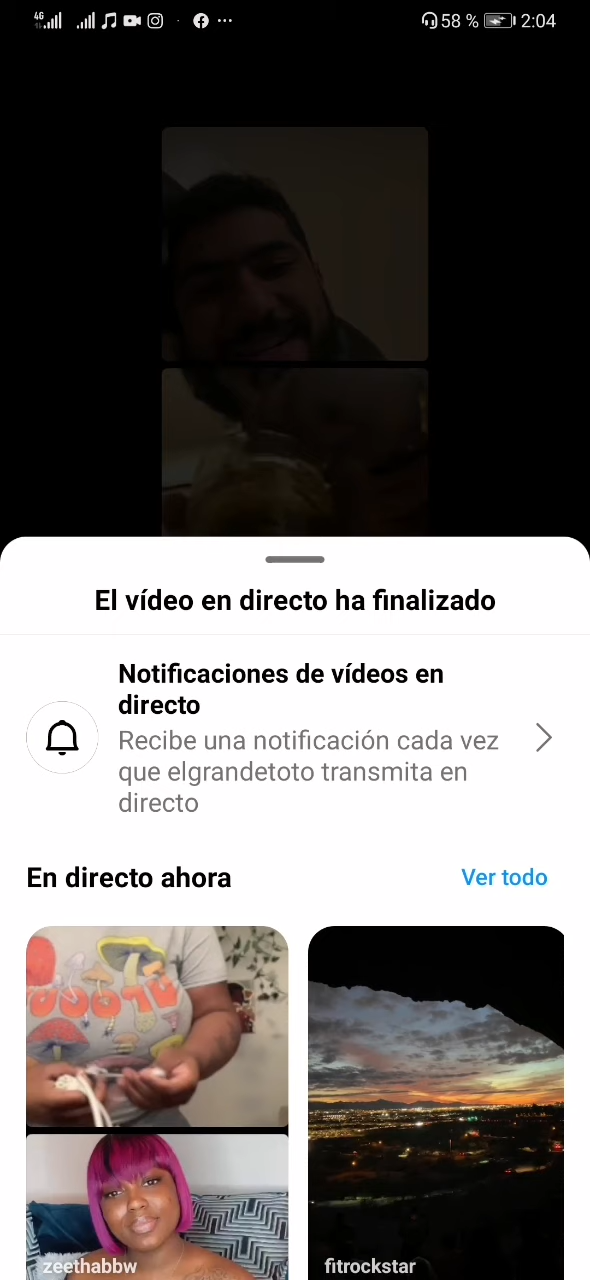 4G 58 % 2:04
El vídeo en directo ha finalizado
Notificaciones de vídeos en
directo
Recibe una notificación cada vez
que elgrandetoto transmita en
directo
En directo ahora Ver todo
zeethabbw fitrockstar